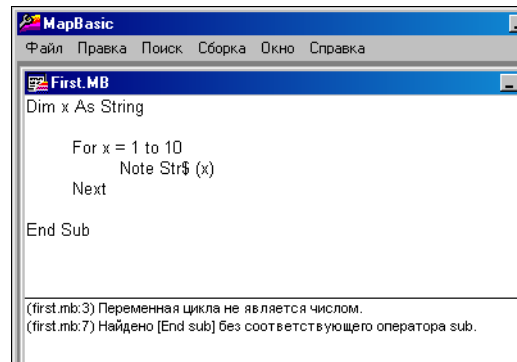 MapBasic
Файл Правка Поиск Сборка Окно Справка
First.MB
Dim x As String
For x = 1 to 10
Note Str$ (x)
Next
End Sub
(first.mb:3) Переменная цикла не является числом.
(first.mb:7) Найдено [End sub] без соответствующего оператора sub.